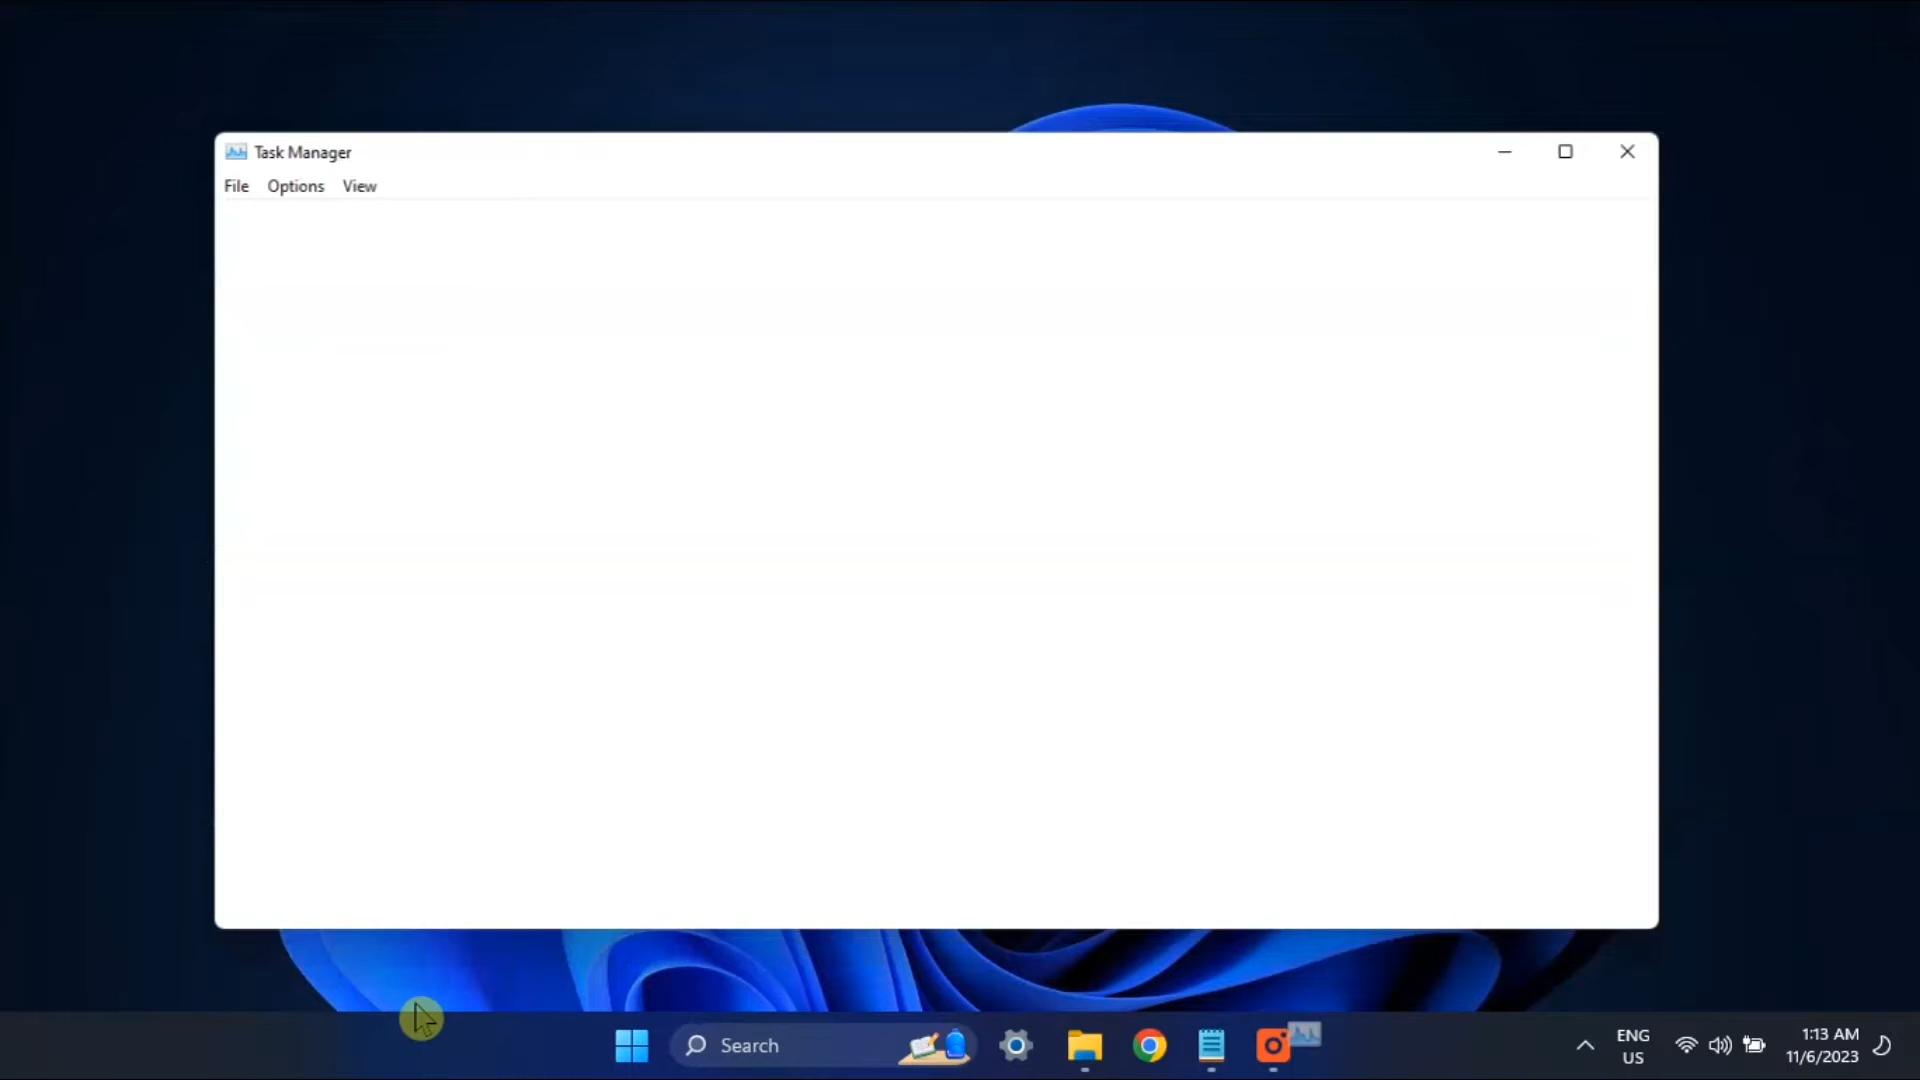 Task Manager
File Options View
Search
ENG
US
1:13 AM
11/6/2023